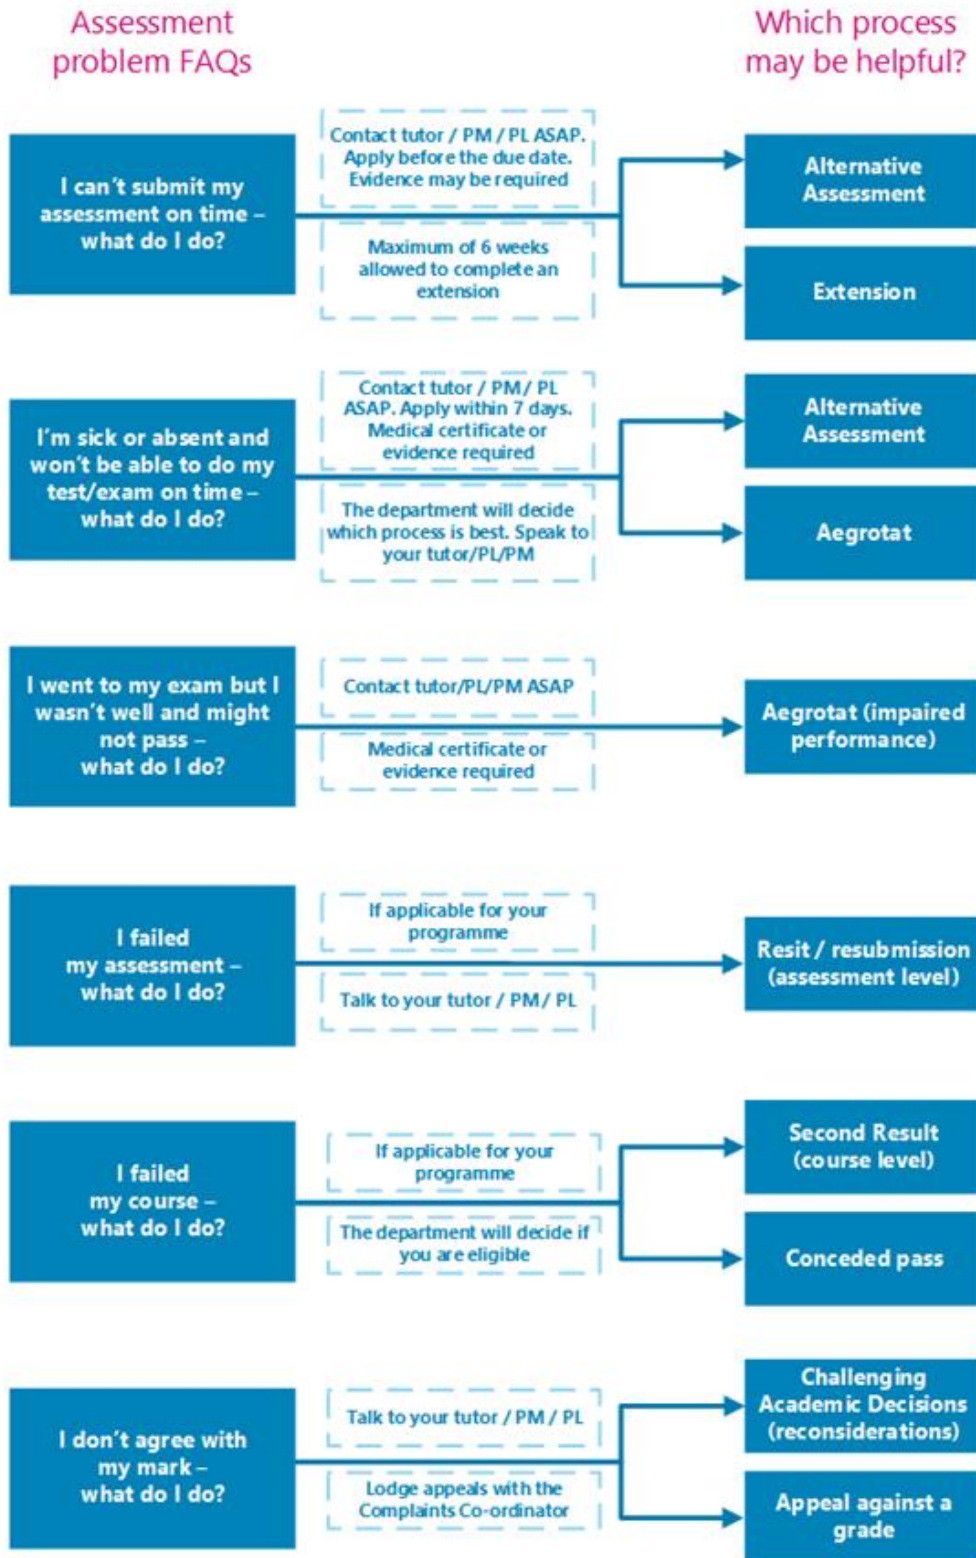 Assessment
problem FAQs
Which process
may be helpful?
I can't submit my
assessment on time –
what do I do?
Contact tutor / PM / PL ASAP.
Apply before the due date.
Evidence may be required
Maximum of 6 weeks
allowed to complete an
extension
Alternative
Assessment
Extension
I'm sick or absent and
won't be able to do my
test/exam on time –
what do I do?
Contact tutor / PM/ PL
ASAP. Apply within 7 days.
Medical certificate or
evidence required
The department will decide
which process is best. Speak to
your tutor/PL/PM
Alternative
Assessment
Aegrotat
I went to my exam but I
wasn't well and might
not pass –
what do I do?
Contact tutor/PL/PM ASAP
Medical certificate or
evidence required
Aegrotat (impaired
performance)
I failed
my assessment –
what do I do?
If applicable for your
programme
Talk to your tutor / PM/ PL
Resit / resubmission
(assessment level)
I failed
my course –
what do I do?
If applicable for your
programme
The department will decide if
you are eligible
Second Result
(course level)
Conceded pass
I don't agree with
my mark –
what do I do?
Talk to your tutor / PM / PL
Lodge appeals with the
Complaints Co-ordinator
Challenging
Academic Decisions
(reconsiderations)
Appeal against a
grade